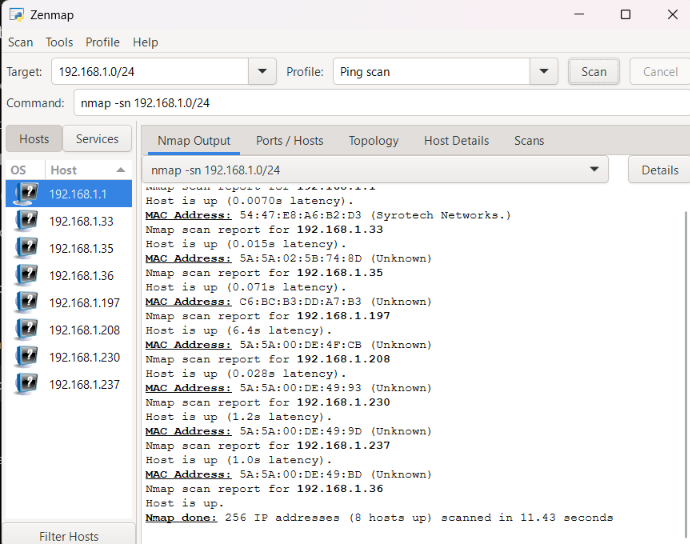 Zenmap
Scan Tools Profile Help
Target: 192.168.1.0/24 Profile: Ping scan Scan Cancel
Command: nmap -sn 192.168.1.0/24
Hosts Services
Nmap Output Ports / Hosts Topology Host Details Scans
OS Host
nmap -sn 192.168.1.0/24 Details
192.168.1.1
192.168.1.33
192.168.1.35
192.168.1.36
192.168.1.197
192.168.1.208
192.168.1.230
192.168.1.237
Filter Hosts
Nmap scan report for 192.168.1.1
Host is up (0.0070s latency).
MAC Address: 54:47:E8:A6:B2:D3 (Syrotech Networks.)
Nmap scan report for 192.168.1.33
Host is up (0.015s latency).
MAC Address: 5A:5A:02:5B:74:8D (Unknown)
Nmap scan report for 192.168.1.35
Host is up (0.071s latency).
MAC Address: C6:BC:B3:DD:A7:B3 (Unknown)
Nmap scan report for 192.168.1.197
Host is up (6.4s latency).
MAC Address: 5A:5A:00:DE:4F:CB (Unknown)
Nmap scan report for 192.168.1.208
Host is up (0.028s latency).
MAC Address: 5A:5A:00:DE:49:93 (Unknown)
Nmap scan report for 192.168.1.230
Host is up (1.2s latency).
MAC Address: 5A:5A:00:DE:49:9D (Unknown)
Nmap scan report for 192.168.1.237
Host is up (1.0s latency).
MAC Address: 5A:5A:00:DE:49:BD (Unknown)
Nmap scan report for 192.168.1.36
Host is up.
Nmap done: 256 IP addresses (8 hosts up) scanned in 11.43 seconds